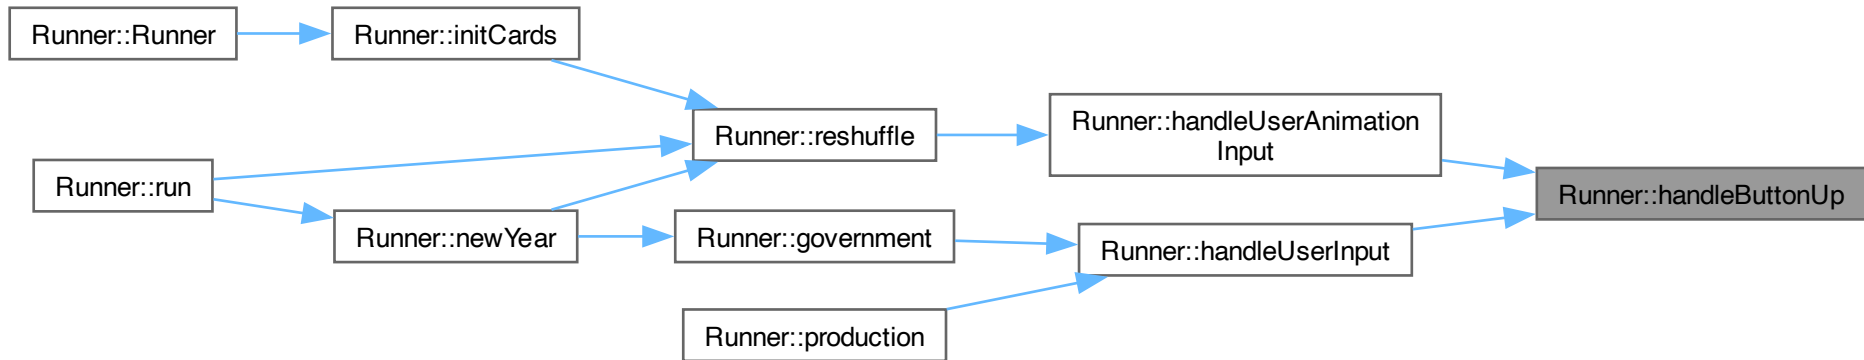 Runner::Runner
Runner::initCards
Runner::reshuffle
Runner::handleUserAnimation
Input
Runner::run
Runner::handleButtonUp
Runner::newYear
Runner::government
Runner::handleUserInput
Runner::production